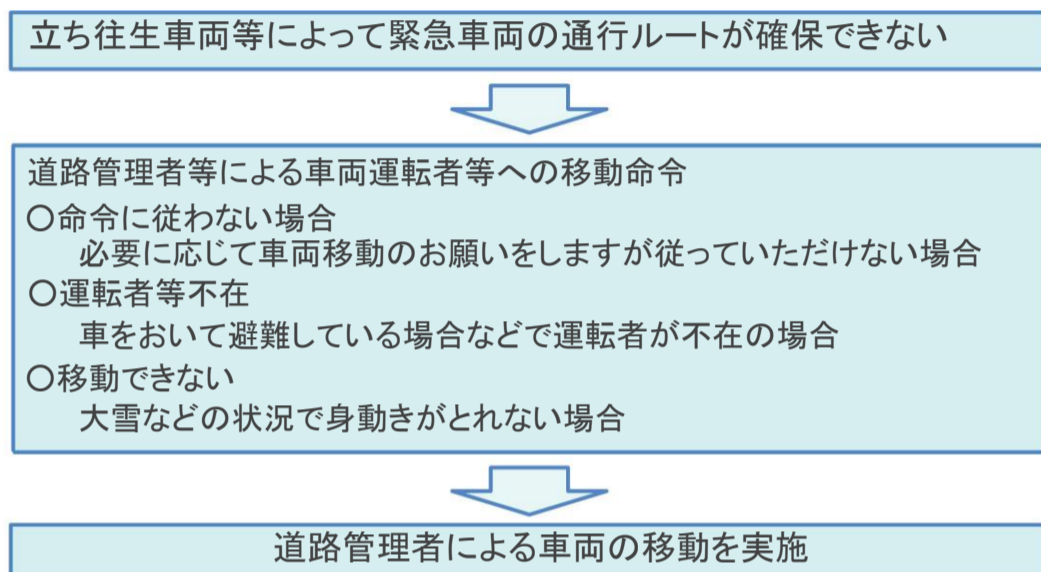 立ち往生車両等によって緊急車両の通行ルートが確保できない
道路管理者等による車両運転者等への移動命令
○命令に従わない場合
必要に応じて車両移動のお願いをしますが従っていただけない場合
○運転者等不在
車をおいて避難している場合などで運転者が不在の場合
○移動できない
大雪などの状況で身動きがとれない場合
道路管理者による車両の移動を実施